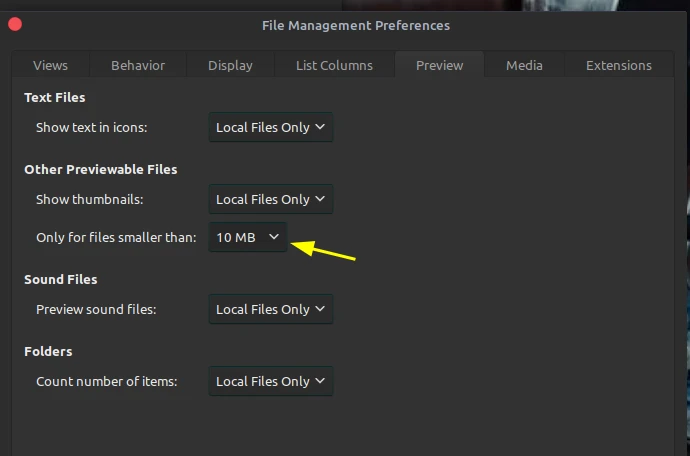 File Management Preferences
Views Behavior Display List Columns Preview Media Extensions
Text Files
Show text in icons: Local Files Only
Other Previewable Files
Show thumbnails: Local Files Only
Only for files smaller than: 10 MB
Sound Files
Preview sound files: Local Files Only
Folders
Count number of items: Local Files Only